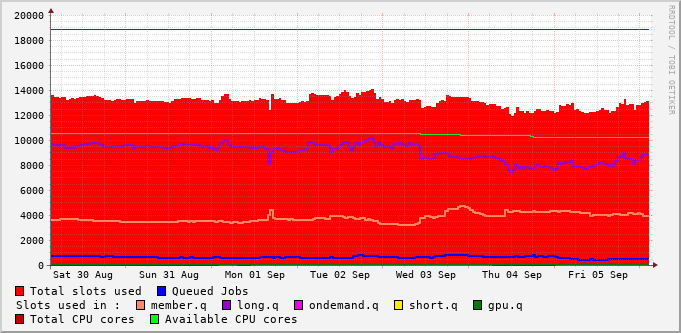 20000
18000
16000
14000
12000
10000
8000
6000
4000
2000
0
Sat 30 Aug Sun 31 Aug Mon 01 Sep Tue 02 Sep Wed 03 Sep Thu 04 Sep Fri 05 Sep
Total slots used Queued Jobs
Slots used in : member.q long.q ondemand.q short.q gpu.q
Total CPU cores Available CPU cores
RRDTOOL / TOBI OETIKER